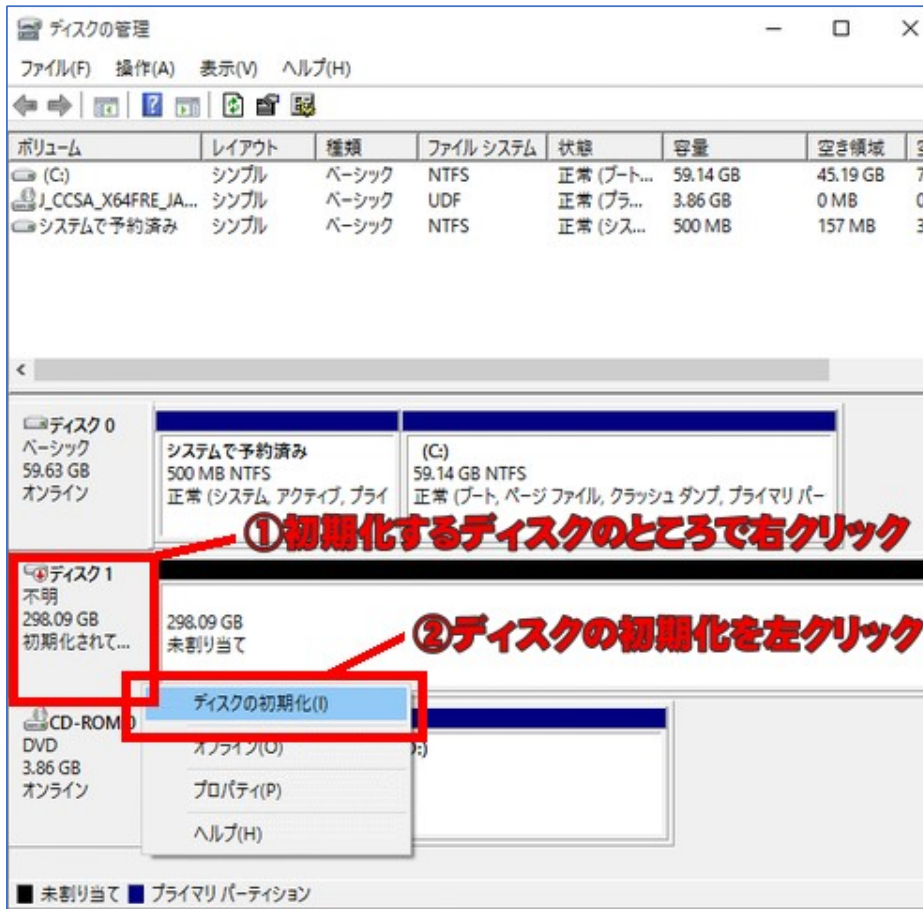 ディスクの管理
ファイル(F) 操作(A) 表示(V) ヘルプ(H)
ボリューム レイアウト 種類 ファイル システム 状態 容量 空き領域
(C:) シンプル ベーシック NTFS 正常 (ブート... 59.14 GB 45.19 GB
J_CCSA_X64FRE_JA... シンプル ベーシック UDF 正常 (プラ... 3.86 GB 0 MB
システムで予約済み シンプル ベーシック NTFS 正常 (シス... 500 MB 157 MB
ディスク 0
ベーシック
59.63 GB
オンライン
システムで予約済み
500 MB NTFS
正常 (システム, アクティブ, プライ
(C:)
59.14 GB NTFS
正常 (ブート, ページ ファイル, クラッシュ ダンプ, プライマリ パー
①初期化するディスクのところで右クリック
ディスク 1
不明
298.09 GB
初期化されて...
298.09 GB
未割り当て
②ディスクの初期化を左クリック
ディスクの初期化(I)
オフライン(O)
プロパティ(P)
ヘルプ(H)
CD-ROM 0
DVD
3.86 GB
オンライン
未割り当て プライマリ パーティション